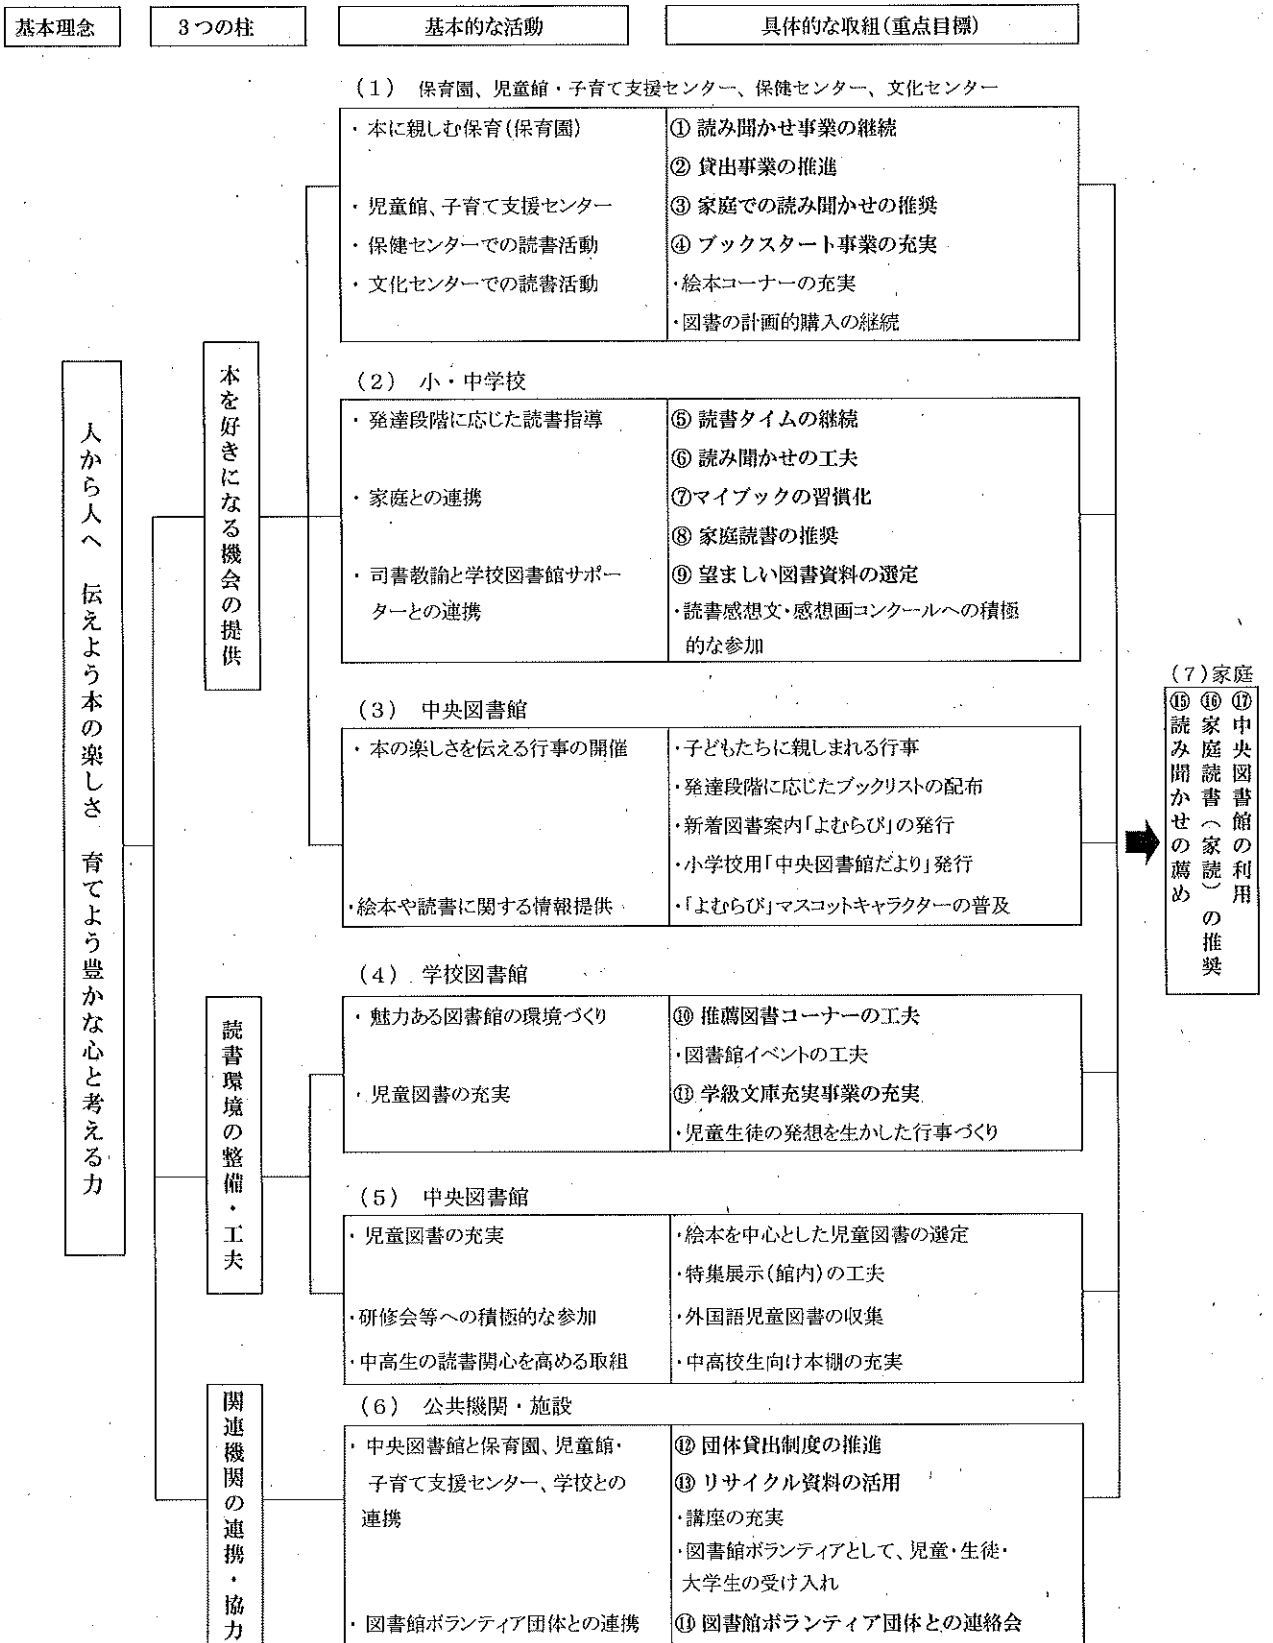 基本理念
3つの柱
基本的な活動
具体的な取組(重点目標)
人から人へ 伝えよう本の楽しさ 育てよう豊かな心と考える力
本を好きになる機会の提供
(1) 保育園、児童館・子育て支援センター、保健センター、文化センター
・本に親しむ保育(保育園)
① 読み聞かせ事業の継続
② 貸出事業の推進
・児童館、子育て支援センター
③ 家庭での読み聞かせの推奨
・保健センターでの読書活動
④ ブックスタート事業の充実
・文化センターでの読書活動
・絵本コーナーの充実
・図書の計画的購入の継続
(2) 小・中学校
・発達段階に応じた読書指導
⑤ 読書タイムの継続
⑥ 読み聞かせの工夫
・家庭との連携
⑦マイブックの習慣化
⑧ 家庭読書の推奨
・司書教諭と学校図書館サポー
ターとの連携
⑨ 望ましい図書資料の選定
・読書感想文・感想画コンクールへの積極
的な参加
(3) 中央図書館
・本の楽しさを伝える行事の開催
・子どもたちに親しまれる行事
・発達段階に応じたブックリストの配布
・新着図書案内「よむらび」の発行
・小学校用「中央図書館だより」発行
・絵本や読書に関する情報提供
・「よむらび」マスコットキャラクターの普及
読書環境の整備・工夫
(4) 学校図書館
・魅力ある図書館の環境づくり
⑩ 推薦図書コーナーの工夫
・図書館イベントの工夫
・児童図書の充実
⑪ 学級文庫充実事業の充実
・児童生徒の発想を生かした行事づくり
(5) 中央図書館
・児童図書の充実
・絵本を中心とした児童図書の選定
・特集展示(館内)の工夫
・研修会等への積極的な参加
・外国語児童図書の収集
・中高生の読書関心を高める取組
・中高校生向け本棚の充実
関連機関の連携・協力
(6) 公共機関・施設
・中央図書館と保育園、児童館・
子育て支援センター、学校との
連携
⑫ 団体貸出制度の推進
⑬ リサイクル資料の活用
・講座の充実
・図書館ボランティアとして、児童・生徒・
大学生の受け入れ
・図書館ボランティア団体との連携
⑭ 図書館ボランティア団体との連絡会
(7)家庭
⑰中央図書館の利用
⑯家庭読書(家読)の推奨
⑮読み聞かせの薦め